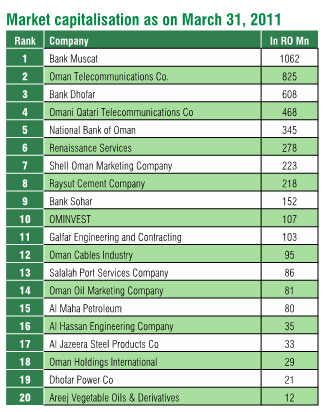 Market capitalisation as on March 31, 2011
Rank Company In RO Mn
1 Bank Muscat 1062
2 Oman Telecommunications Co. 825
3 Bank Dhofar 608
4 Omani Qatari Telecommunications Co 468
5 National Bank of Oman 345
6 Renaissance Services 278
7 Shell Oman Marketing Company 223
8 Raysut Cement Company 218
9 Bank Sohar 152
10 OMINVEST 107
11 Galfar Engineering and Contracting 103
12 Oman Cables Industry 95
13 Salalah Port Services Company 86
14 Oman Oil Marketing Company 81
15 Al Maha Petroleum 80
16 Al Hassan Engineering Company 35
17 Al Jazeera Steel Products Co 33
18 Oman Holdings International 29
19 Dhofar Power Co 21
20 Areej Vegetable Oils & Derivatives 12